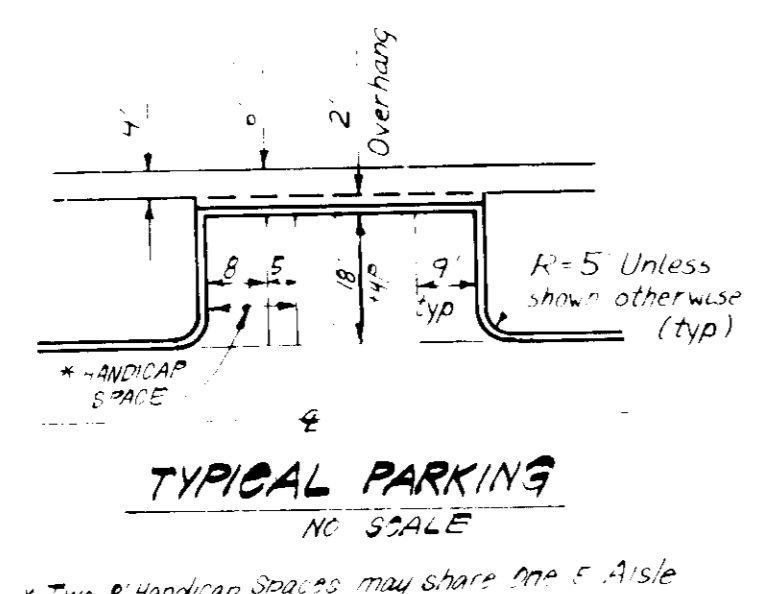 4'
2'
Overhang
8
5
18'
typ
9'
typ
R=5' Unless
shown otherwise
(typ)
* HANDICAP
SPACE
TYPICAL PARKING
NO SCALE
* Two 8' Handicap Spaces may share one 5' Aisle